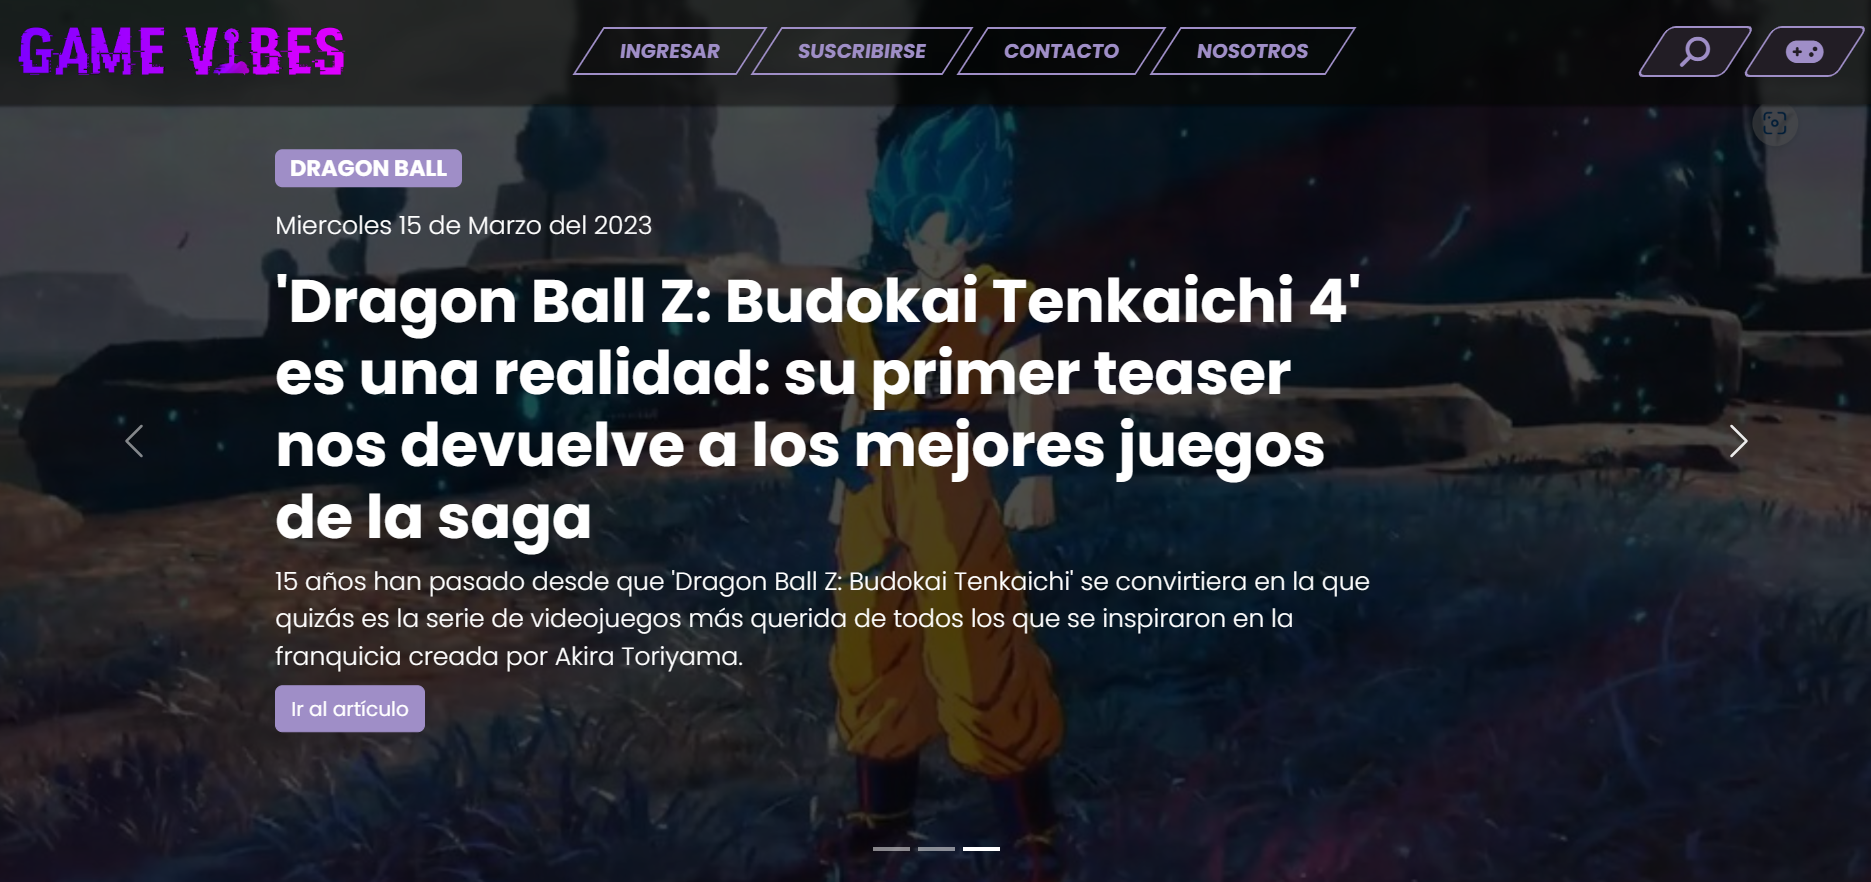 GAME VIBES
INGRESAR
SUSCRIBIRSE
CONTACTO
NOSOTROS
DRAGON BALL
Miercoles 15 de Marzo del 2023
'Dragon Ball Z: Budokai Tenkaichi 4'
es una realidad: su primer teaser
nos devuelve a los mejores juegos
de la saga
15 años han pasado desde que 'Dragon Ball Z: Budokai Tenkaichi' se convirtiera en la que
quizás es la serie de videojuegos más querida de todos los que se inspiraron en la
franquicia creada por Akira Toriyama.
Ir al artículo